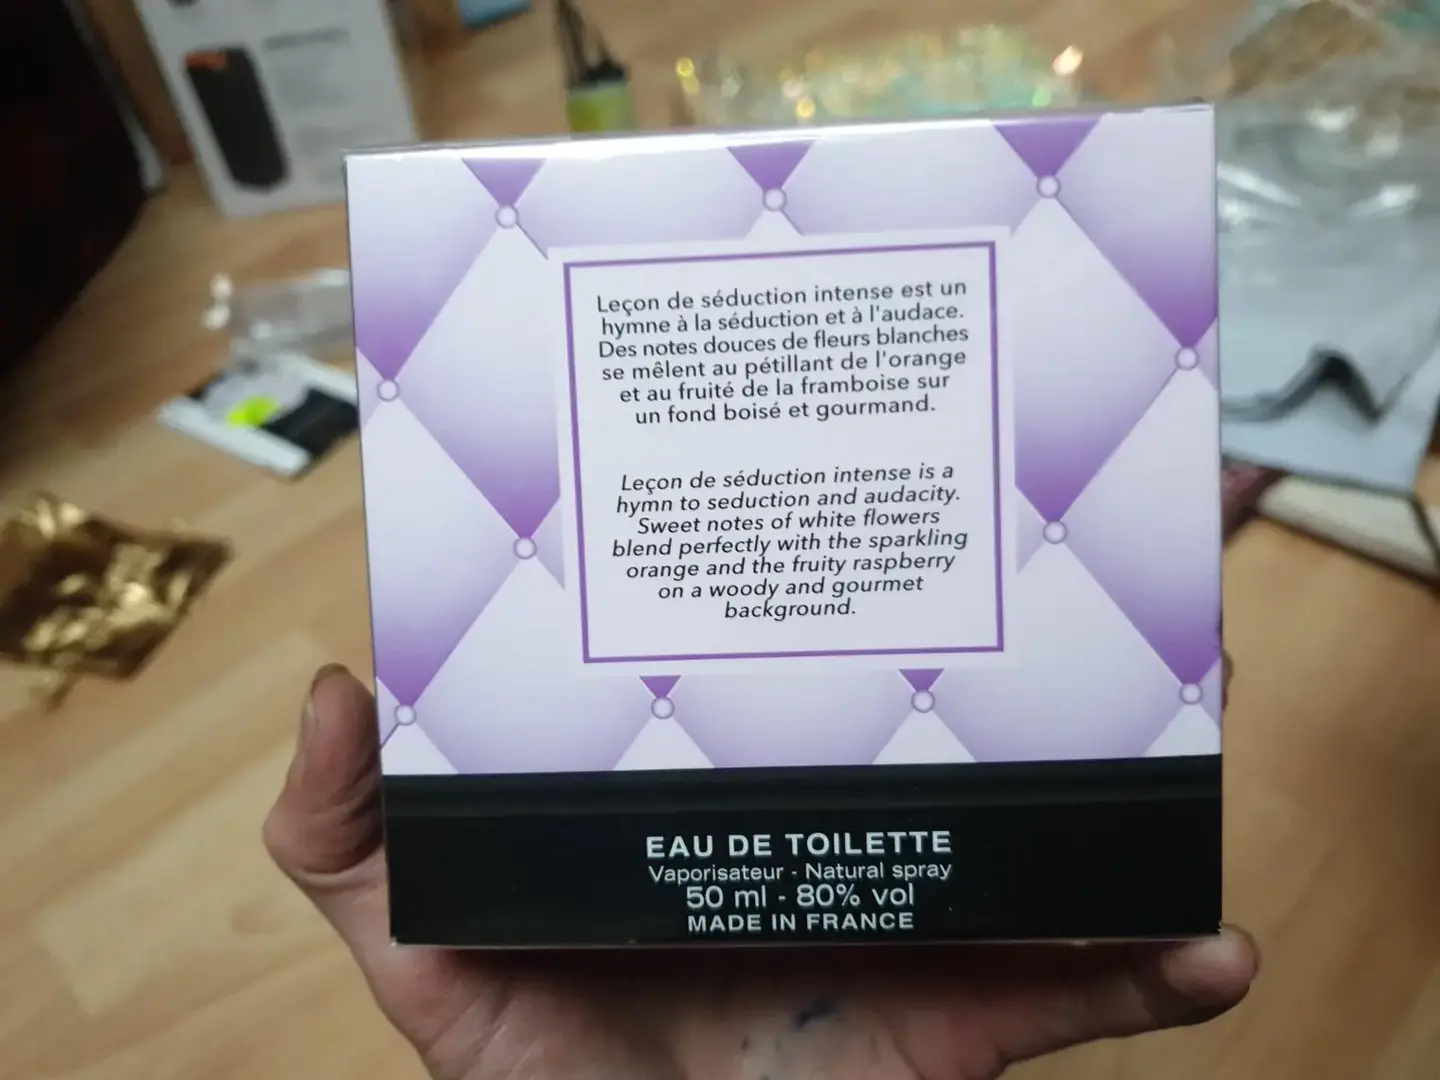 Leçon de séduction intense est un
hymne à la séduction et à l'audace.
Des notes douces de fleurs blanches
se mêlent au pétillant de l'orange
et au fruité de la framboise sur
un fond boisé et gourmand.
Leçon de séduction intense is a
hymn to seduction and audacity.
Sweet notes of white flowers
blend perfectly with the sparkling
orange and the fruity raspberry
on a woody and gourmet
background.
EAU DE TOILETTE
Vaporisateur - Natural spray
50 ml - 80% vol
MADE IN FRANCE